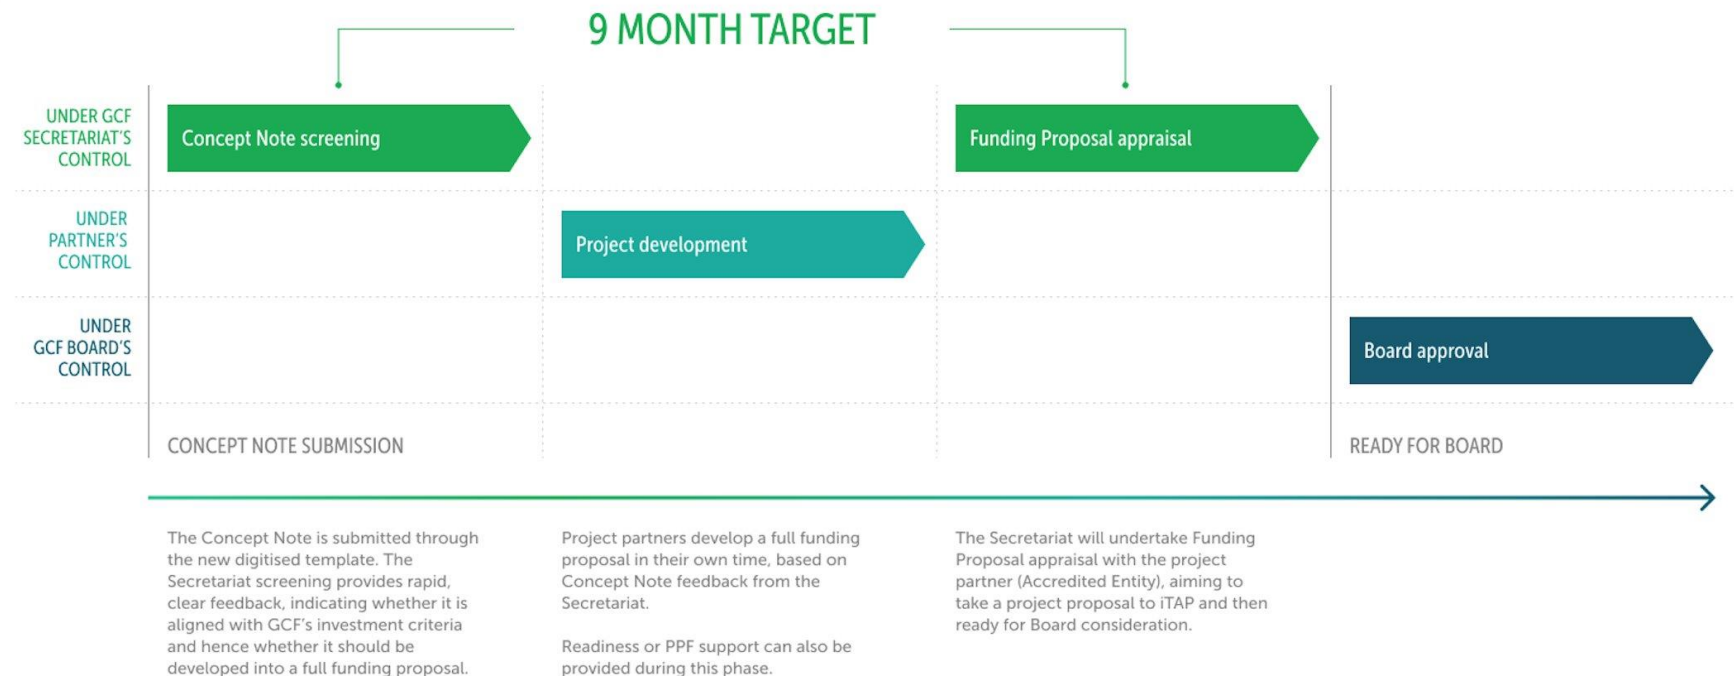 9 MONTH TARGET
UNDER GCF
SECRETARIAT'S
CONTROL
Concept Note screening
Funding Proposal appraisal
UNDER
PARTNER'S
CONTROL
Project development
UNDER
GCF BOARD'S
CONTROL
Board approval
CONCEPT NOTE SUBMISSION
READY FOR BOARD
The Concept Note is submitted through
the new digitised template. The
Secretariat screening provides rapid,
clear feedback, indicating whether it is
aligned with GCF's investment criteria
and hence whether it should be
developed into a full funding proposal.
Project partners develop a full funding
proposal in their own time, based on
Concept Note feedback from the
Secretariat.
Readiness or PPF support can also be
provided during this phase.
The Secretariat will undertake Funding
Proposal appraisal with the project
partner (Accredited Entity), aiming to
take a project proposal to iTAP and then
ready for Board consideration.